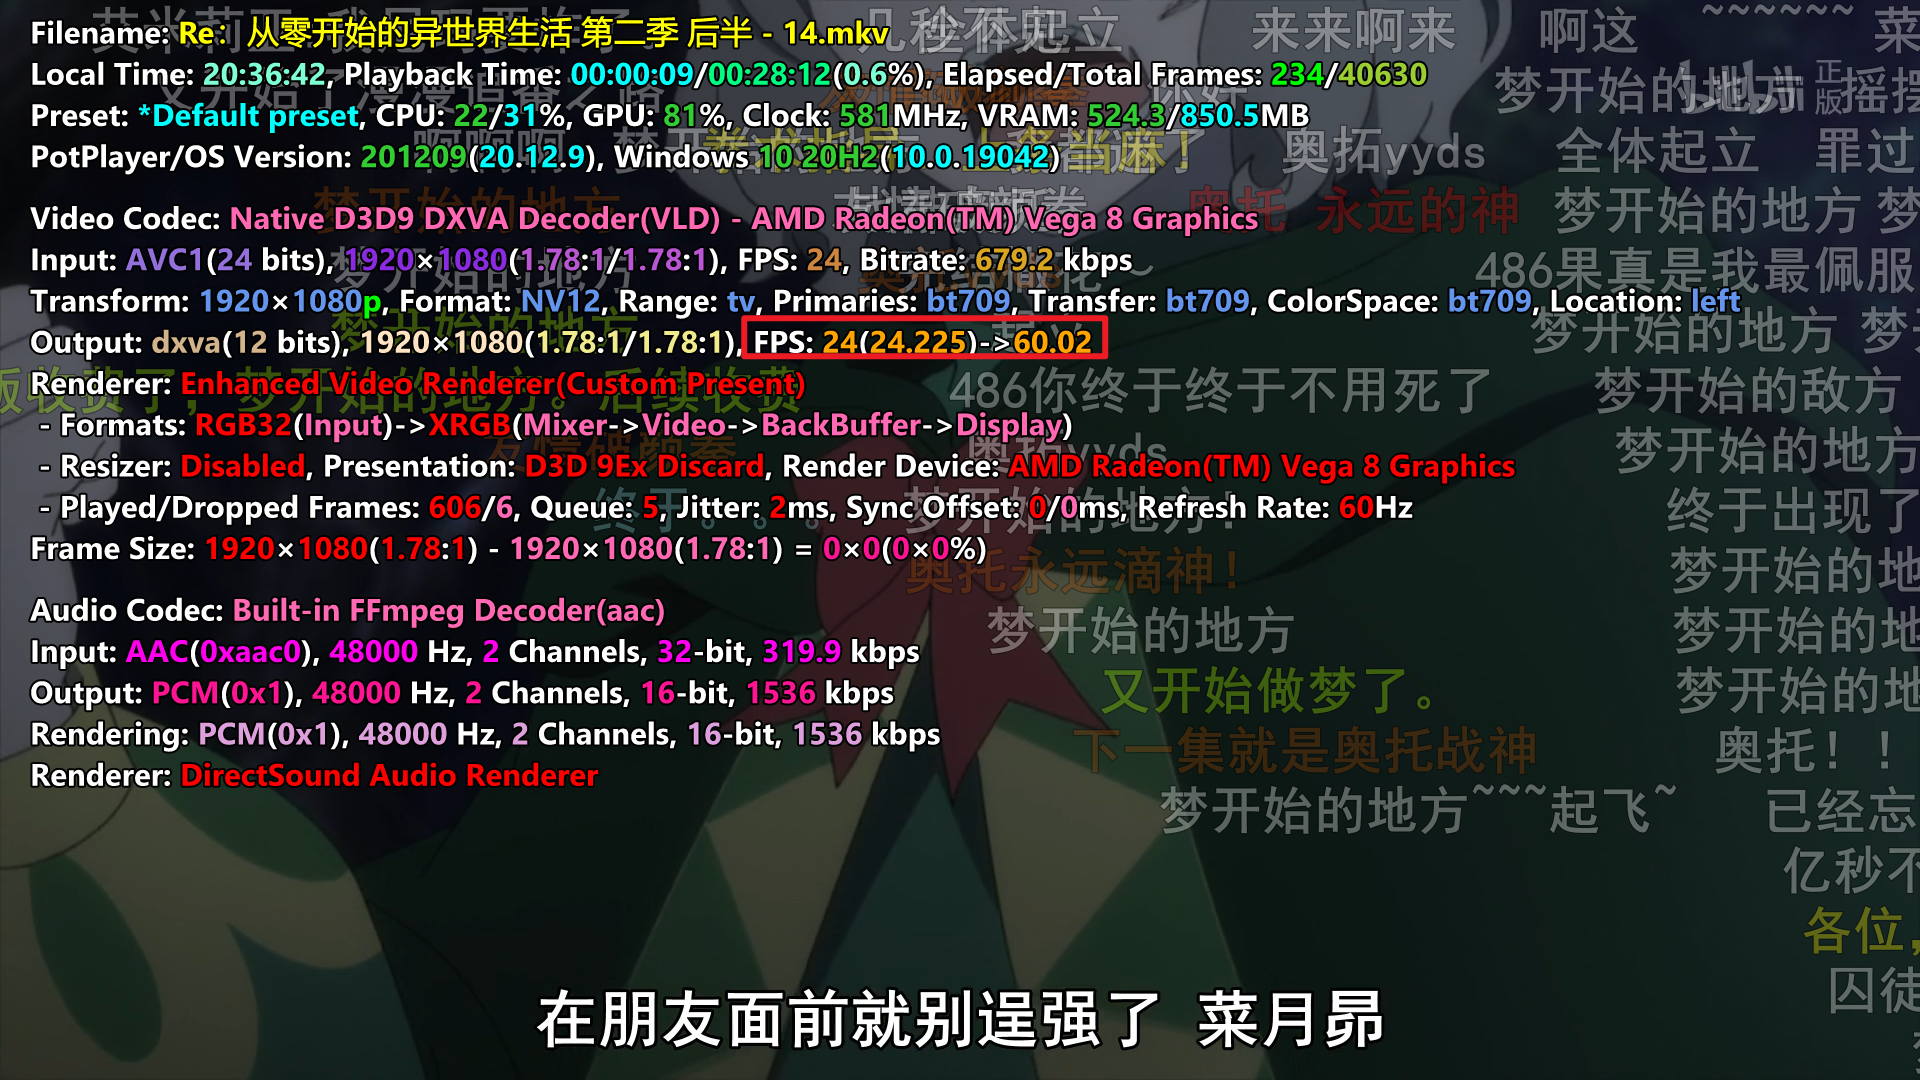 Filename: Re：从零开始的异世界生活 第二季 后半 - 14.mkv
Local Time: 20:36:42, Playback Time: 00:00:09/00:28:12(0.6%), Elapsed/Total Frames: 234/40630
Preset: *Default preset, CPU: 22/31%, GPU: 81%, Clock: 581MHz, VRAM: 524.3/850.5MB
PotPlayer/OS Version: 201209(20.12.9), Windows 10 20H2(10.0.19042)
来来啊来
啊这
梦开始的地方
正版
奥拓yyds
全体起立
罪过
Video Codec: Native D3D9 DXVA Decoder(VLD) - AMD Radeon(TM) Vega 8 Graphics
永远的神
梦开始的地方
Input: AVC1(24 bits), 1920×1080(1.78:1/1.78:1), FPS: 24, Bitrate: 679.2 kbps
486果真是我最佩服
Transform: 1920×1080p, Format: NV12, Range: tv, Primaries: bt709, Transfer: bt709, ColorSpace: bt709, Location: left
Output: dxva(12 bits), 1920×1080(1.78:1/1.78:1), FPS: 24(24.225)->60.02
梦开始的地方
Renderer: Enhanced Video Renderer(Custom Present)
486你终于终于不用死了
梦开始的敌方
- Formats: RGB32(Input)->XRGB(Mixer->Video->BackBuffer->Display)
梦开始的地方
- Resizer: Disabled, Presentation: D3D 9Ex Discard, Render Device: AMD Radeon(TM) Vega 8 Graphics
- Played/Dropped Frames: 606/6, Queue: 5, Jitter: 2ms, Sync Offset: 0/0ms, Refresh Rate: 60Hz
终于出现了
Frame Size: 1920×1080(1.78:1) - 1920×1080(1.78:1) = 0×0(0×0%)
奥托永远滴神！
梦开始的地
Audio Codec: Built-in FFmpeg Decoder(aac)
梦开始的地方
梦开始的地
Input: AAC(0xaac0), 48000 Hz, 2 Channels, 32-bit, 319.9 kbps
Output: PCM(0x1), 48000 Hz, 2 Channels, 16-bit, 1536 kbps
又开始做梦了。
梦开始的地
Rendering: PCM(0x1), 48000 Hz, 2 Channels, 16-bit, 1536 kbps
下一集就是奥托战神
奥托！！
Renderer: DirectSound Audio Renderer
梦开始的地方~~~起飞~
已经忘
亿秒不
各位，
囚徒
在朋友面前就别逞强了 菜月昴